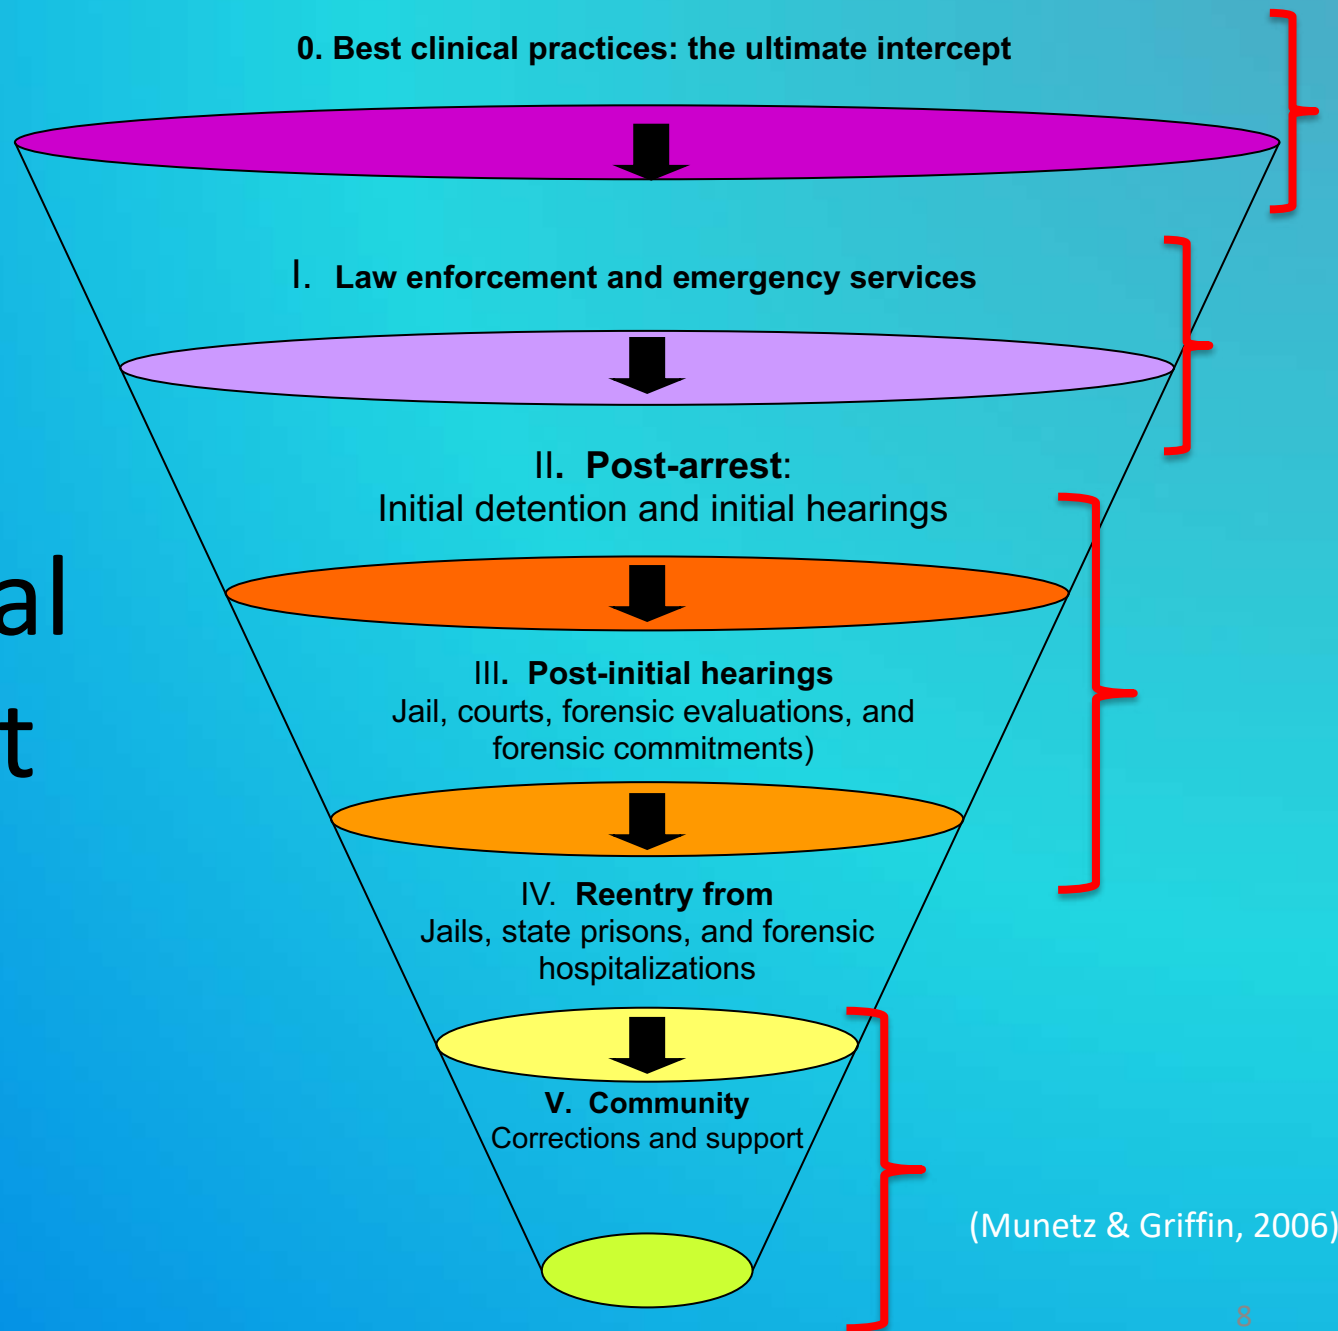 0. Best clinical practices: the ultimate intercept
I. Law enforcement and emergency services
II. Post-arrest:
Initial detention and initial hearings
al
III. Post-initial hearings
Jail, courts, forensic evaluations, and
forensic commitments)
t
IV. Reentry from
Jails, state prisons, and forensic
hospitalizations
V. Community
Corrections and support
(Munetz & Griffin, 2006)
8